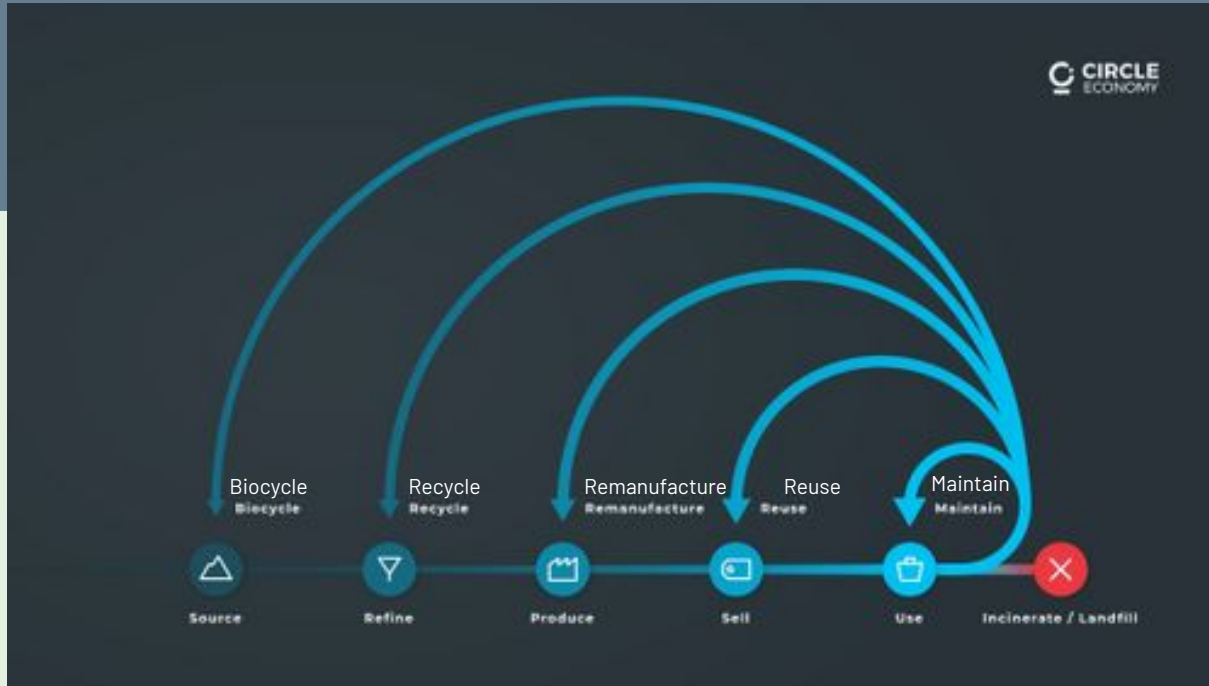 CIRCLE
ECONOMY
Biocycle
Recycle
Remanufacture
Reuse
Maintain
Biocycle
Recycle
Remanufacture
Reuse
Maintain
Source
Refine
Produce
Sell
Use
Incinerate / Landfill